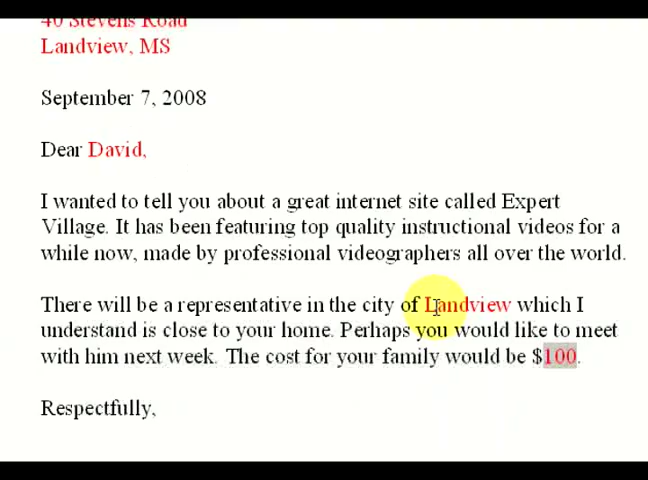 40 Stevens Road
Landview, MS
September 7, 2008
Dear David,
I wanted to tell you about a great internet site called Expert
Village. It has been featuring top quality instructional videos for a
while now, made by professional videographers all over the world.
There will be a representative in the city of Landview which I
understand is close to your home. Perhaps you would like to meet
with him next week. The cost for your family would be $100.
Respectfully,